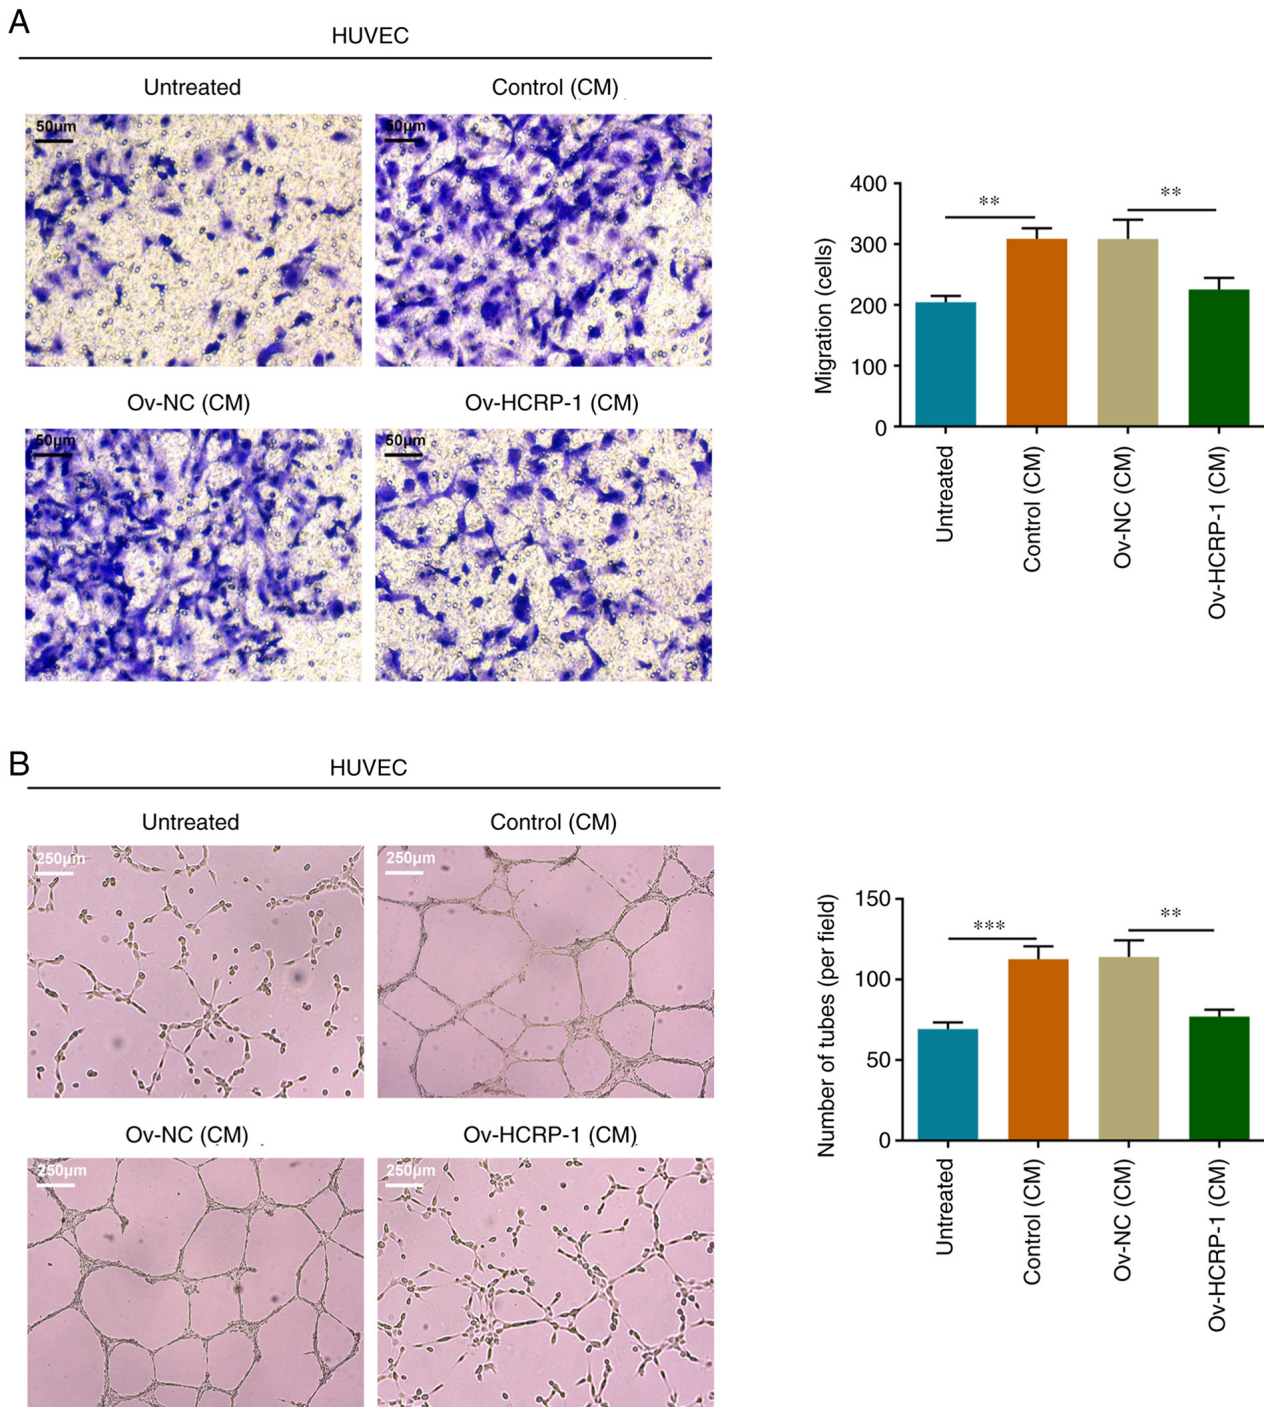 A
HUVEC
Untreated
Control (CM)
50μm
50μm
Ov-NC (CM)
Ov-HCRP-1 (CM)
50μm
50μm
Migration (cells)
400
300
200
100
0
**
**
Untreated
Control (CM)
Ov-NC (CM)
Ov-HCRP-1 (CM)
B
HUVEC
Untreated
Control (CM)
250μm
250μm
Ov-NC (CM)
Ov-HCRP-1 (CM)
250μm
250μm
Number of tubes (per field)
150
100
50
0
***
**
Untreated
Control (CM)
Ov-NC (CM)
Ov-HCRP-1 (CM)